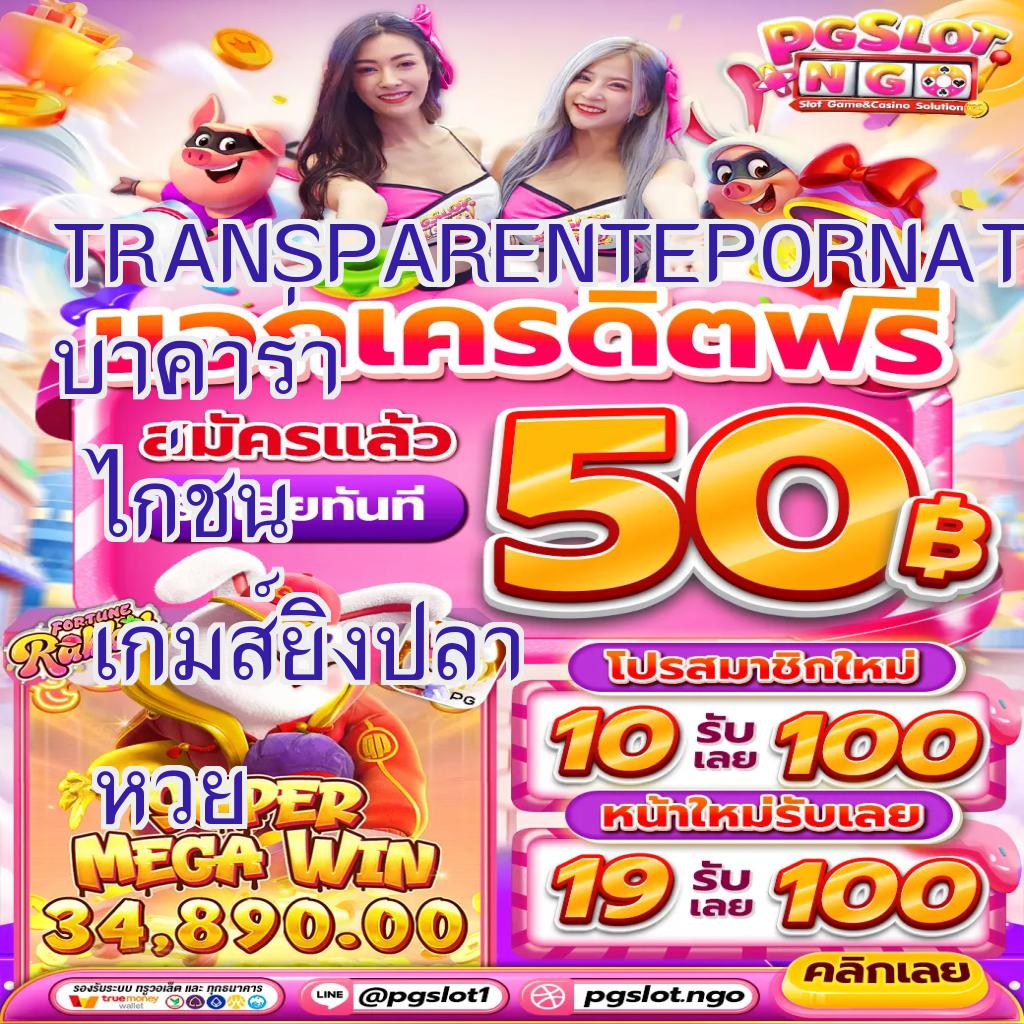 PGSLOT
NGO
Slot Game&Casino Solution
TRANSPARENTEPORNAT
เครดิตฟรี
บาคาร่า
สมัครแล้ว
50฿
ไก่ชน
ทันที
FORTUNE
เกมส์ยิงปลา
PG
โปรสมาชิกใหม่
10 รับเลย 100
หวย
หน้าใหม่รับเลย
MEGA WIN
34,890.00
19 รับเลย 100
คลิกเลย
รองรับระบบ ทรูวอเล็ต และ ทุกธนาคาร
truemoney
wallet
LINE @pgslot1
pgslot.ngo